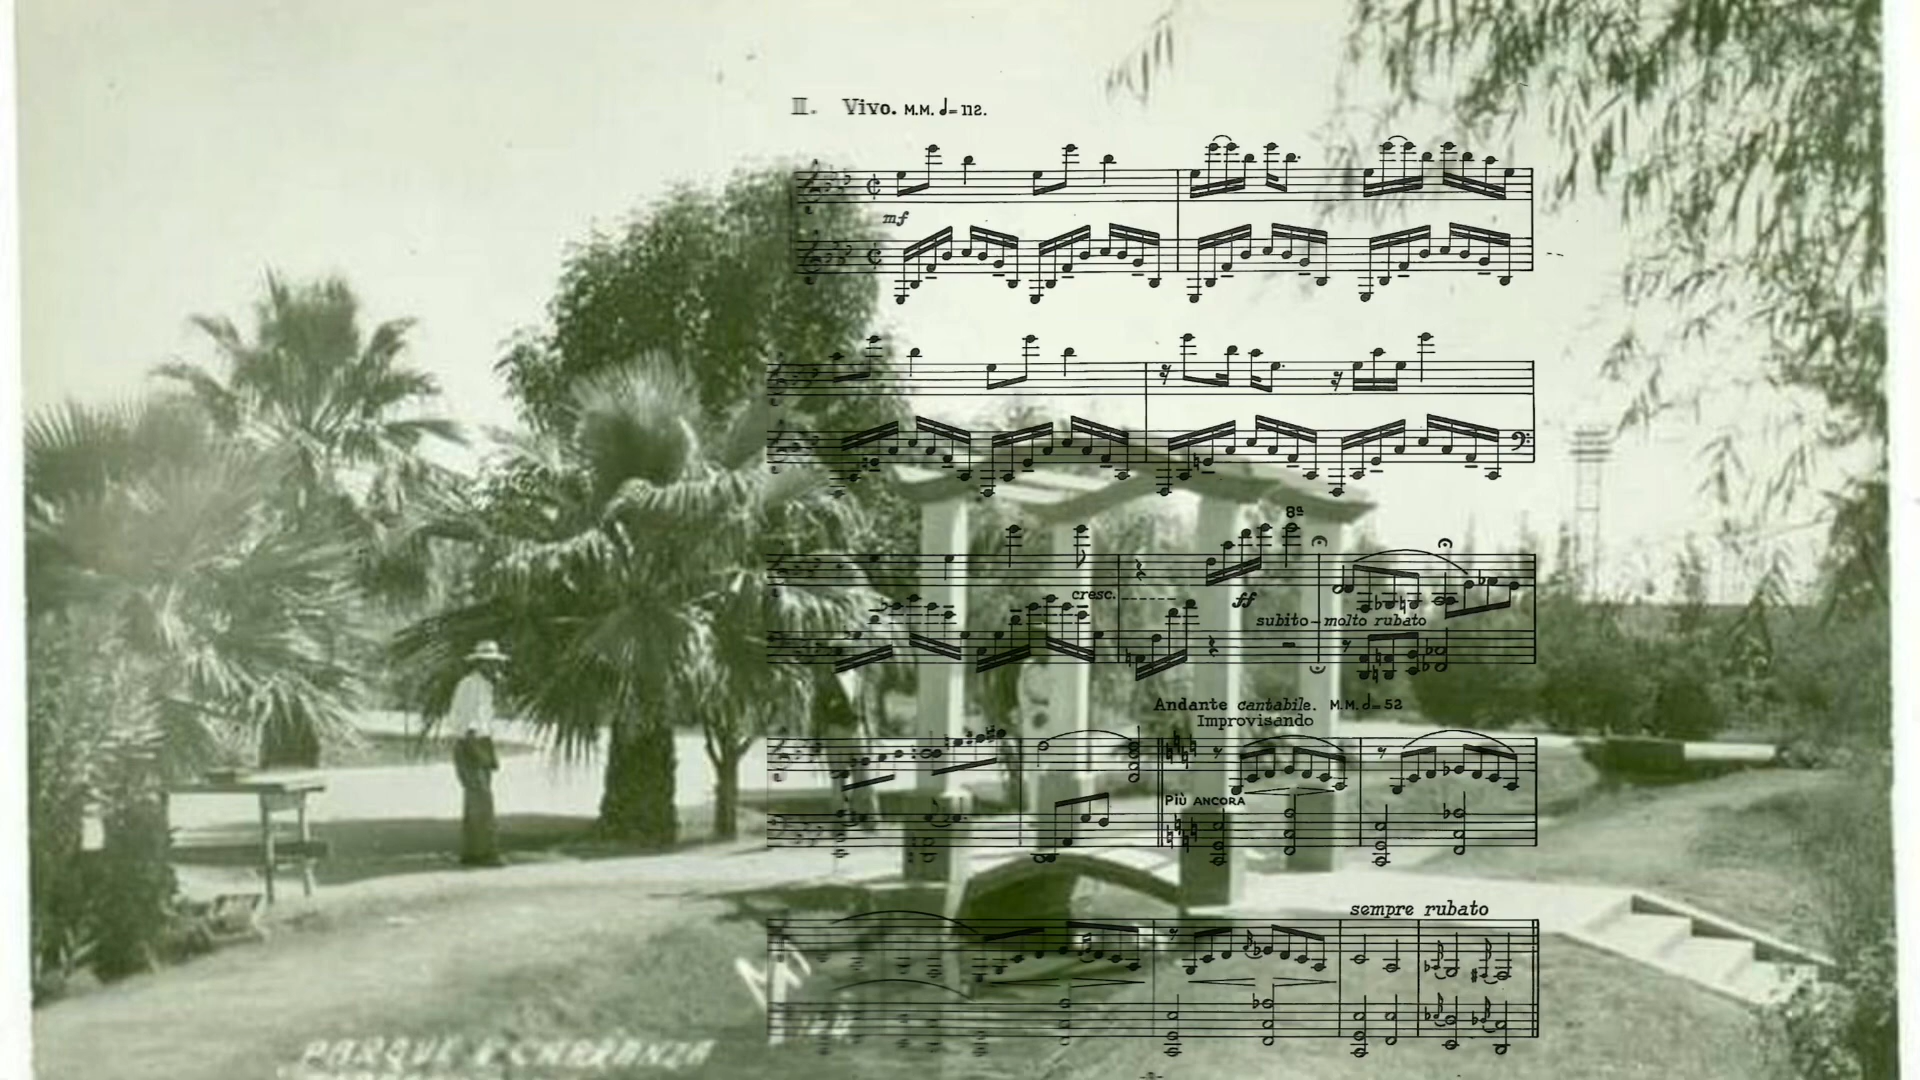 II. Vivo. M.M. 𝅗𝅥= 112.
mf
8ª
cresc.
ff
subito - molto rubato
Andante cantabile. M.M. 𝅗𝅥= 52
Improvisando
PIÙ ANCORA
sempre rubato
PARQUE V. CARRANZA